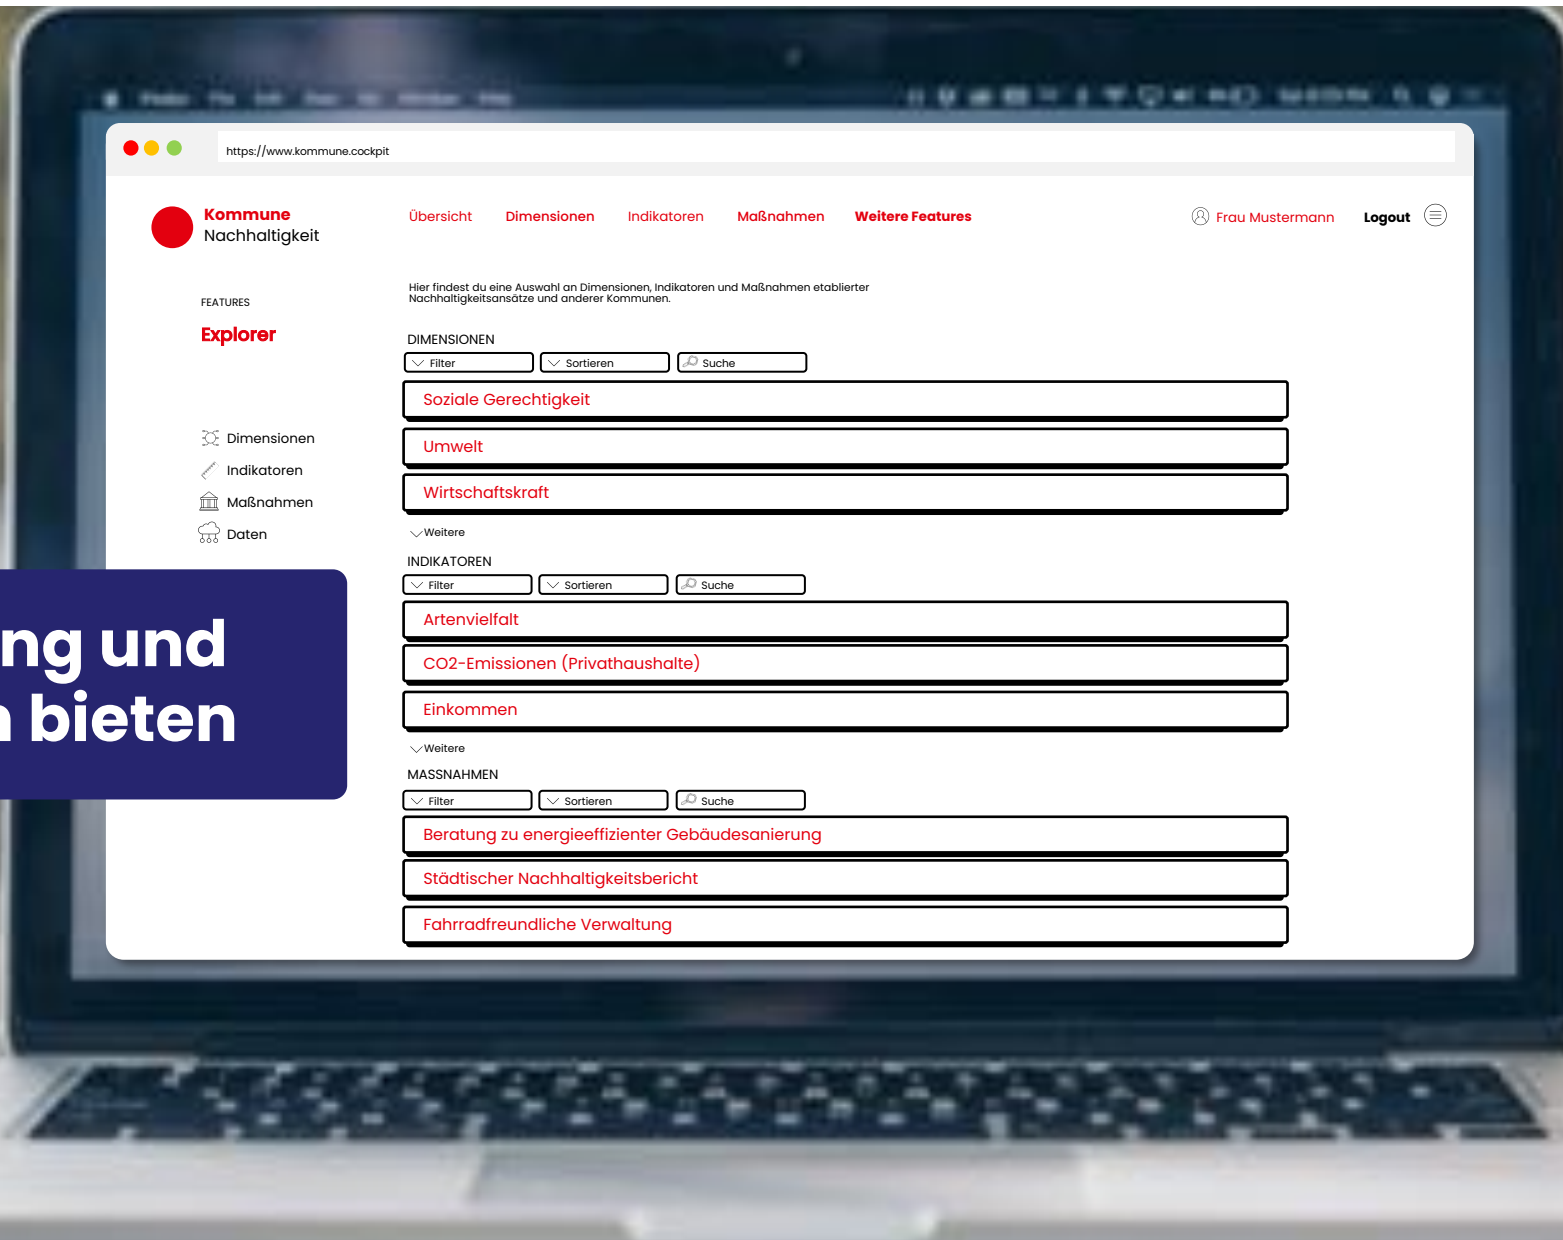 https://www.kommune.cockpit
Kommune
Nachhaltigkeit
Übersicht Dimensionen Indikatoren Maßnahmen Weitere Features
Frau Mustermann Logout
FEATURES
Explorer
Dimensionen
Indikatoren
Maßnahmen
Daten
ng und
bieten
Hier findest du eine Auswahl an Dimensionen, Indikatoren und Maßnahmen etablierter
Nachhaltigkeitsansätze und anderer Kommunen.
DIMENSIONEN
Filter Sortieren Suche
Soziale Gerechtigkeit
Umwelt
Wirtschaftskraft
Weitere
INDIKATOREN
Filter Sortieren Suche
Artenvielfalt
CO2-Emissionen (Privathaushalte)
Einkommen
Weitere
MASSNAHMEN
Filter Sortieren Suche
Beratung zu energieeffizienter Gebäudesanierung
Städtischer Nachhaltigkeitsbericht
Fahrradfreundliche Verwaltung